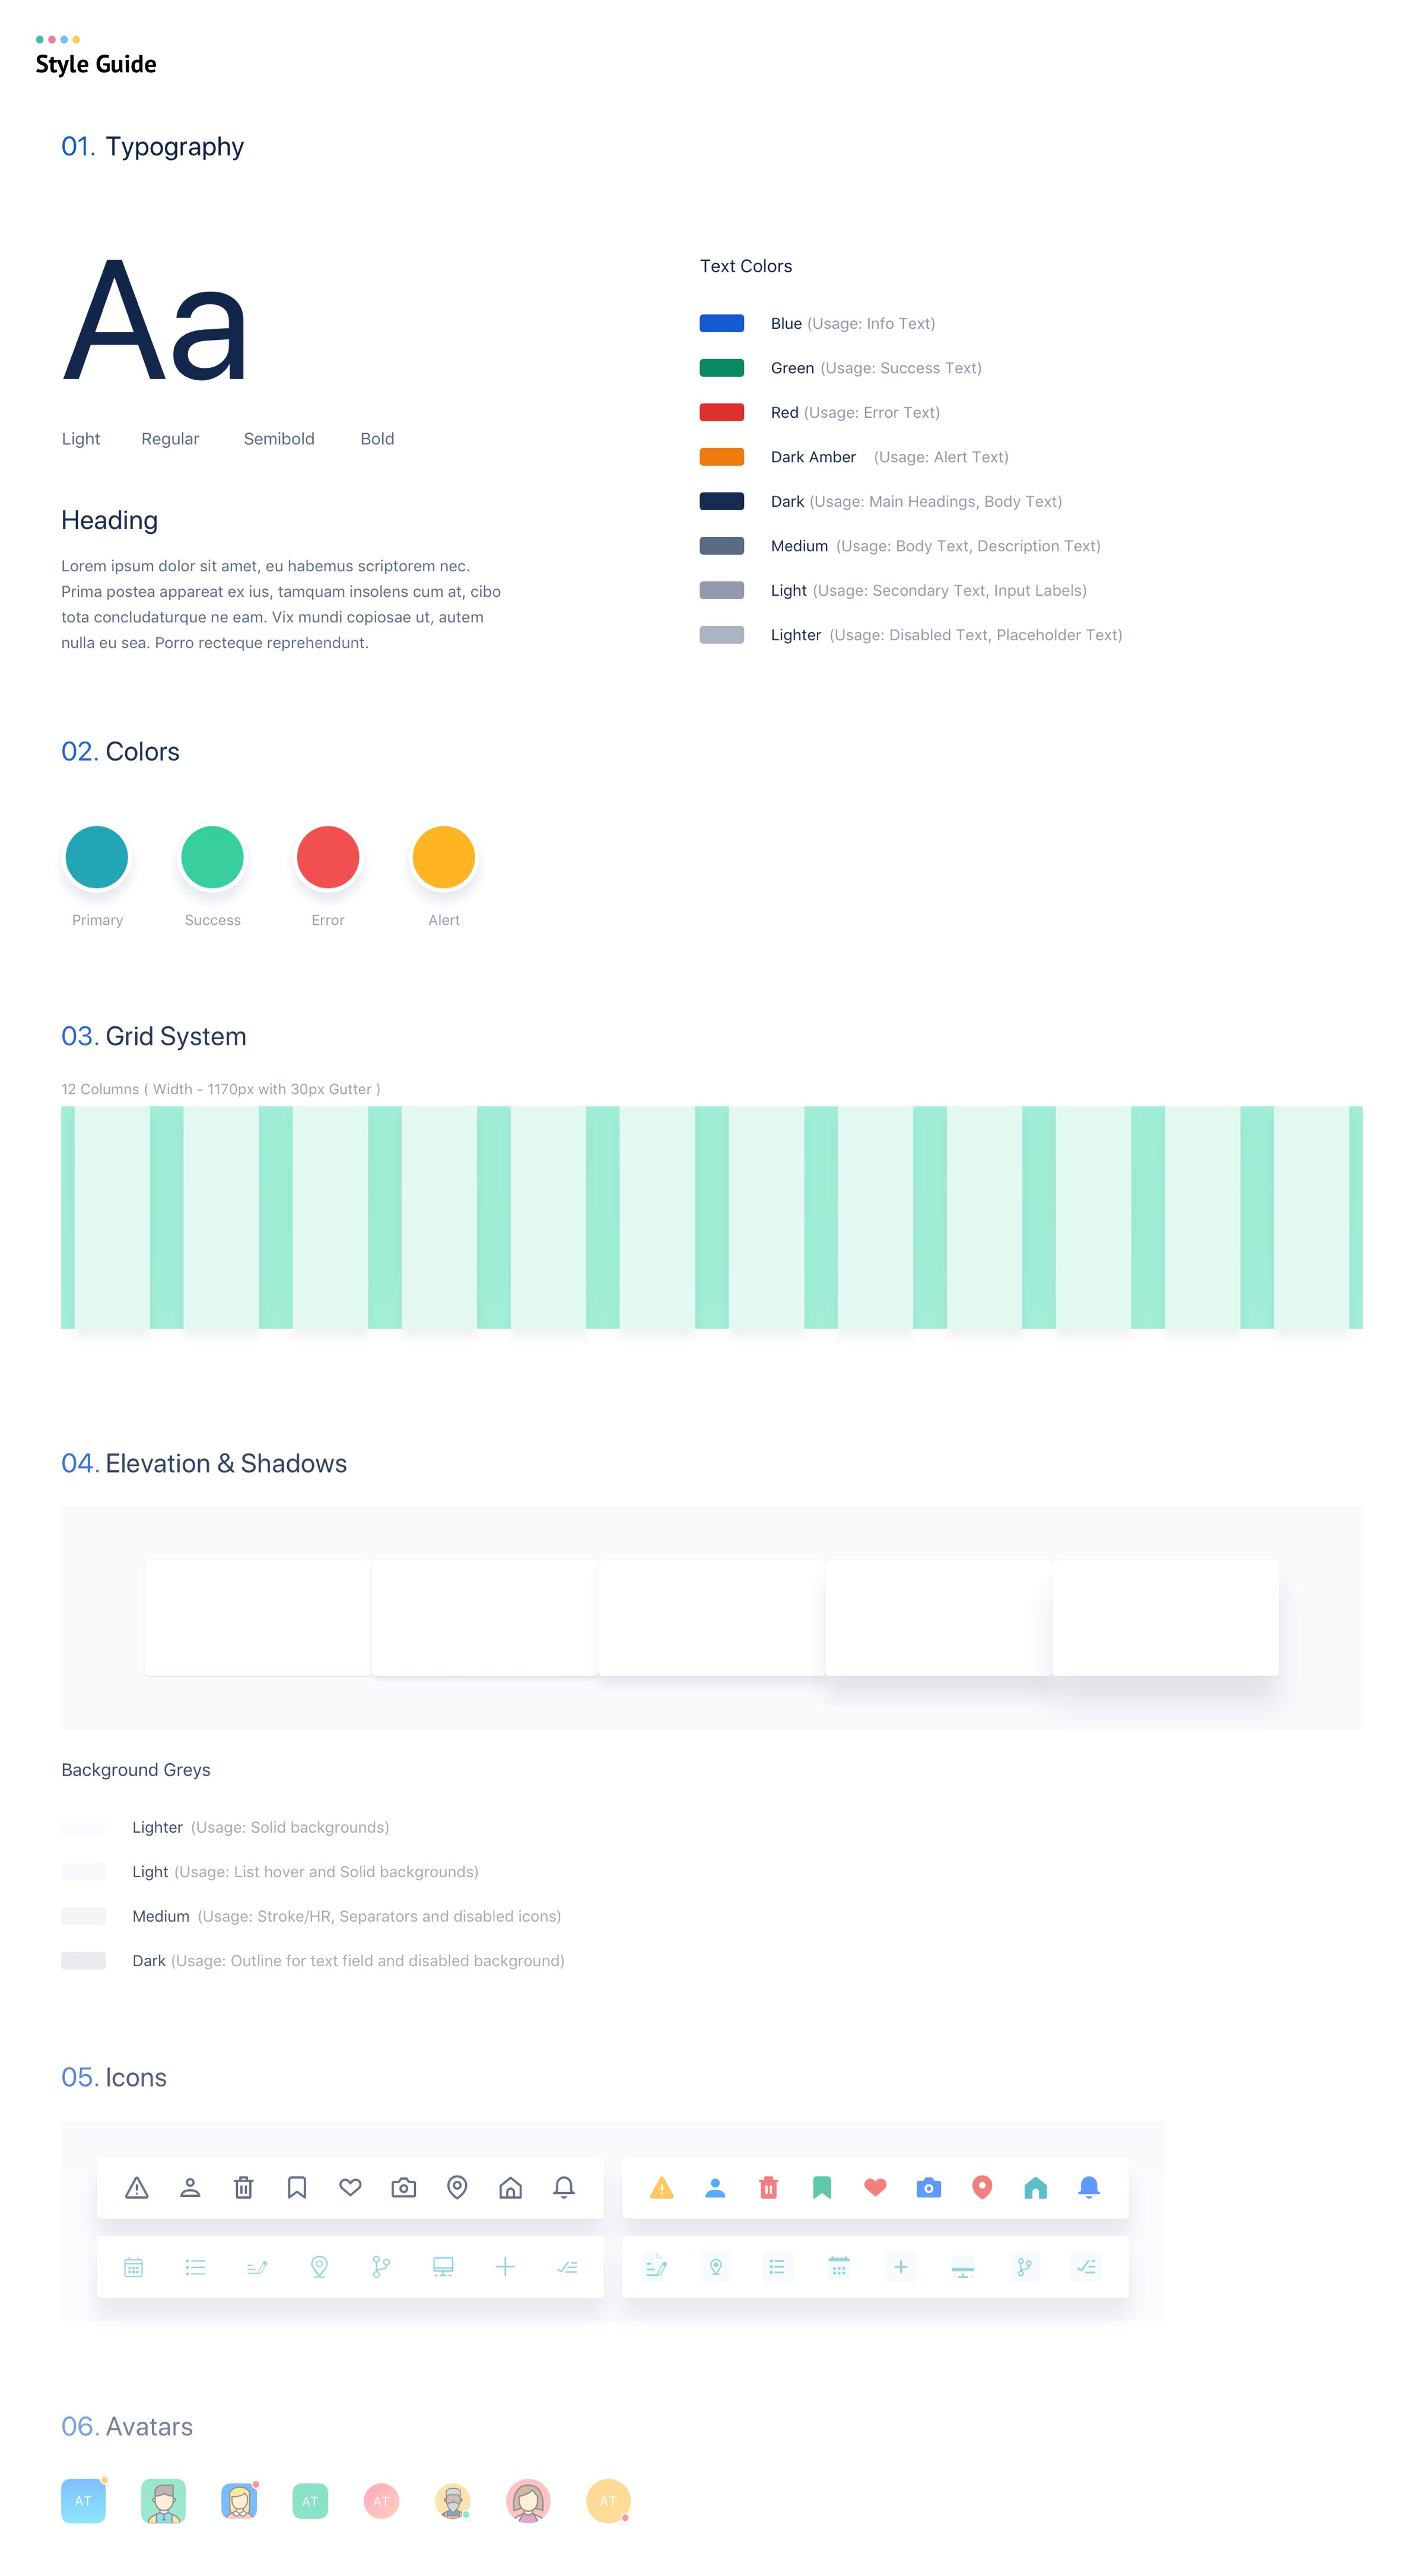 Style Guide
01. Typography
Aa
Light Regular Semibold Bold
Heading
Lorem ipsum dolor sit amet, eu habemus scriptorem nec.
Prima postea appareat ex ius, tamquam insolens cum at, cibo
tota concludaturque ne eam. Vix mundi copiosae ut, autem
nulla eu sea. Porro recteque reprehendunt.
Text Colors
Blue (Usage: Info Text)
Green (Usage: Success Text)
Red (Usage: Error Text)
Dark Amber (Usage: Alert Text)
Dark (Usage: Main Headings, Body Text)
Medium (Usage: Body Text, Description Text)
Light (Usage: Secondary Text, Input Labels)
Lighter (Usage: Disabled Text, Placeholder Text)
02. Colors
Primary Success Error Alert
03. Grid System
12 Columns ( Width - 1170px with 30px Gutter )
04. Elevation & Shadows
Background Greys
Lighter (Usage: Solid backgrounds)
Light (Usage: List hover and Solid backgrounds)
Medium (Usage: Stroke/HR, Separators and disabled icons)
Dark (Usage: Outline for text field and disabled background)
05. Icons
06. Avatars
AT AT AT AT